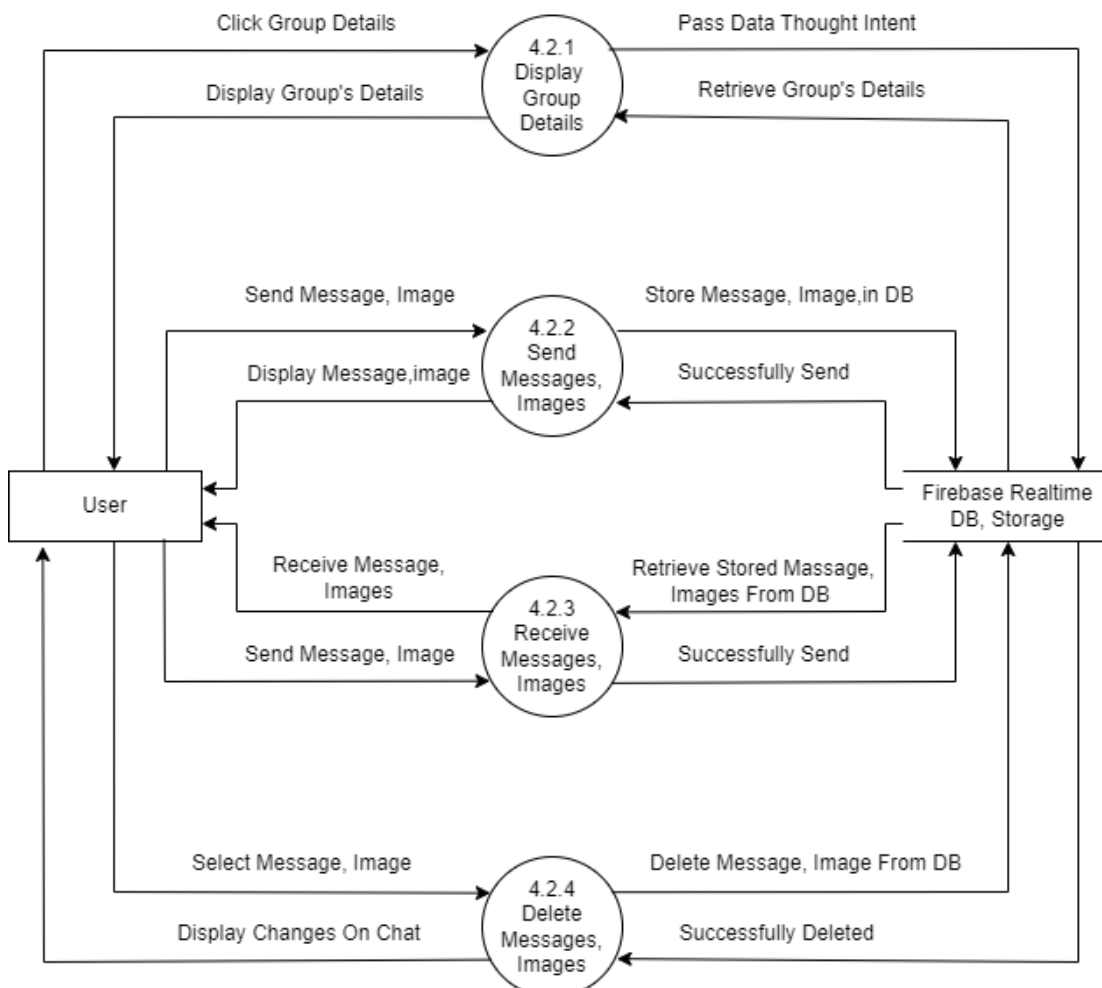 Click Group Details
Pass Data Thought Intent
4.2.1
Display
Group
Details
Display Group's Details
Retrieve Group's Details
Send Message, Image
Store Message, Image,in DB
4.2.2
Send
Messages,
Images
Display Message,image
Successfully Send
User
Firebase Realtime
DB, Storage
Receive Message,
Images
Retrieve Stored Massage,
Images From DB
4.2.3
Receive
Messages,
Images
Send Message, Image
Successfully Send
Select Message, Image
Delete Message, Image From DB
4.2.4
Delete
Messages,
Images
Display Changes On Chat
Successfully Deleted